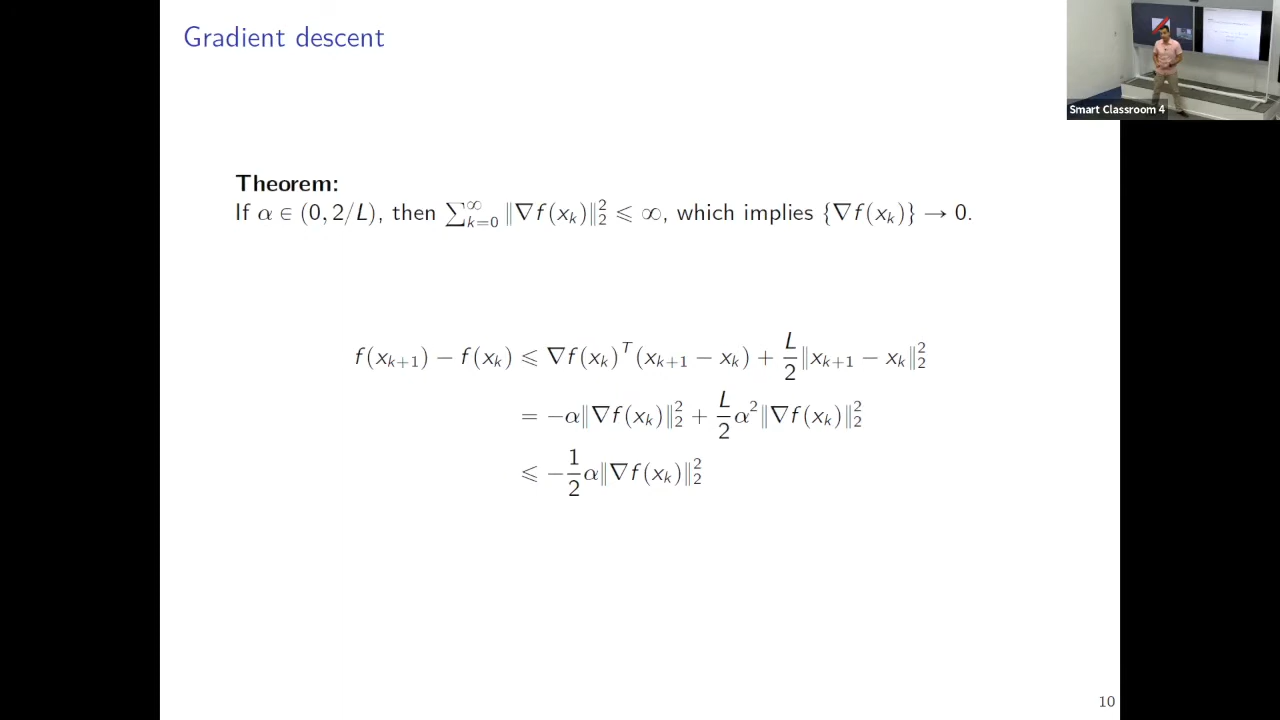 Gradient descent
Smart Classroom 4
Theorem:
If α ∈ (0, 2/L), then ∑_{k=0}^{∞} ‖∇f(x_k)‖_2^2 ⩽ ∞, which implies {∇f(x_k)} → 0.
f(x_{k+1}) − f(x_k) ⩽ ∇f(x_k)^T(x_{k+1} − x_k) + L/2 ‖x_{k+1} − x_k‖_2^2
= −α‖∇f(x_k)‖_2^2 + L/2 α^2‖∇f(x_k)‖_2^2
⩽ −1/2 α‖∇f(x_k)‖_2^2
10